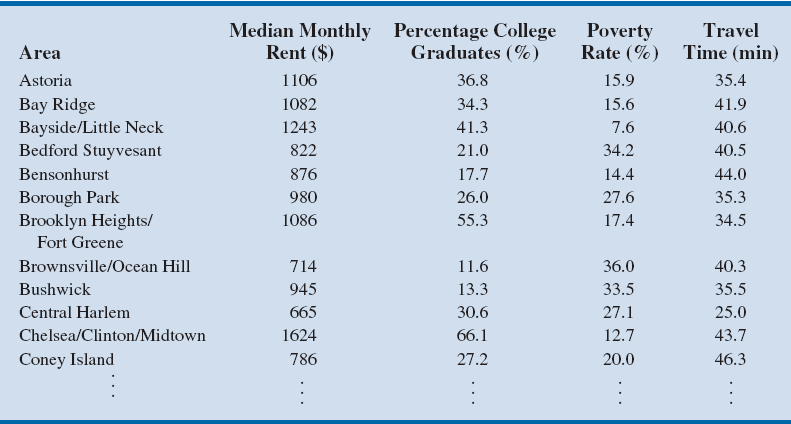 Area Median Monthly Rent ($) Percentage College Graduates (%) Poverty Rate (%) Travel Time (min)
Astoria 1106 36.8 15.9 35.4
Bay Ridge 1082 34.3 15.6 41.9
Bayside/Little Neck 1243 41.3 7.6 40.6
Bedford Stuyvesant 822 21.0 34.2 40.5
Bensonhurst 876 17.7 14.4 44.0
Borough Park 980 26.0 27.6 35.3
Brooklyn Heights/ 1086 55.3 17.4 34.5
Fort Greene
Brownsville/Ocean Hill 714 11.6 36.0 40.3
Bushwick 945 13.3 33.5 35.5
Central Harlem 665 30.6 27.1 25.0
Chelsea/Clinton/Midtown 1624 66.1 12.7 43.7
Coney Island 786 27.2 20.0 46.3
⋮ ⋮ ⋮ ⋮ ⋮